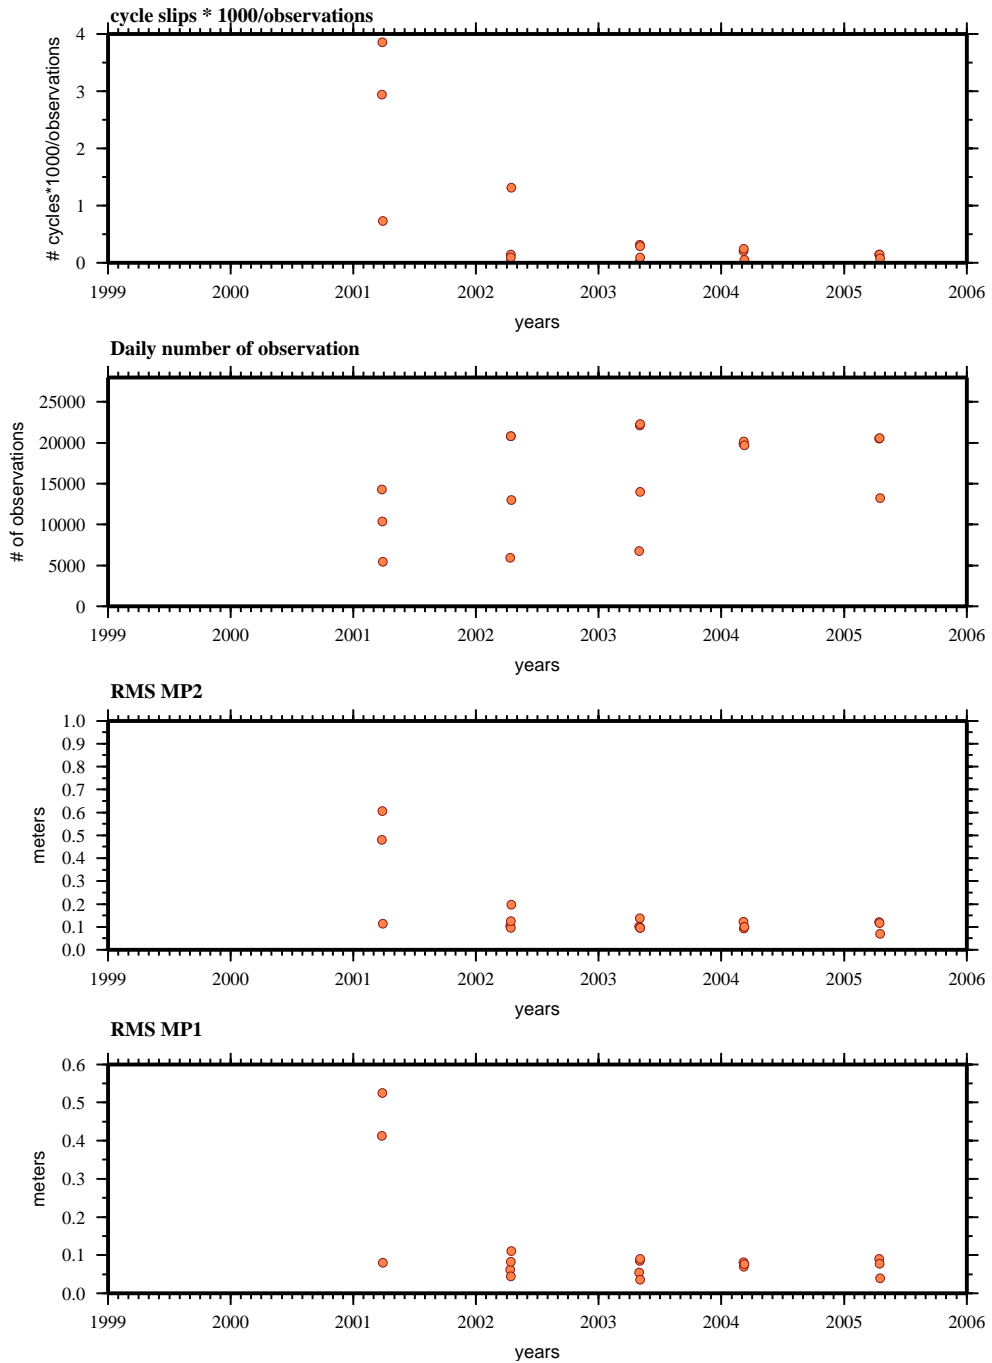 cycle slips * 1000/observations
# cycles*1000/observations
4
3
2
1
0
1999 2000 2001 2002 2003 2004 2005 2006
years
Daily number of observation
# of observations
25000
20000
15000
10000
5000
0
1999 2000 2001 2002 2003 2004 2005 2006
years
RMS MP2
meters
1.0
0.9
0.8
0.7
0.6
0.5
0.4
0.3
0.2
0.1
0.0
1999 2000 2001 2002 2003 2004 2005 2006
years
RMS MP1
meters
0.6
0.5
0.4
0.3
0.2
0.1
0.0
1999 2000 2001 2002 2003 2004 2005 2006
years